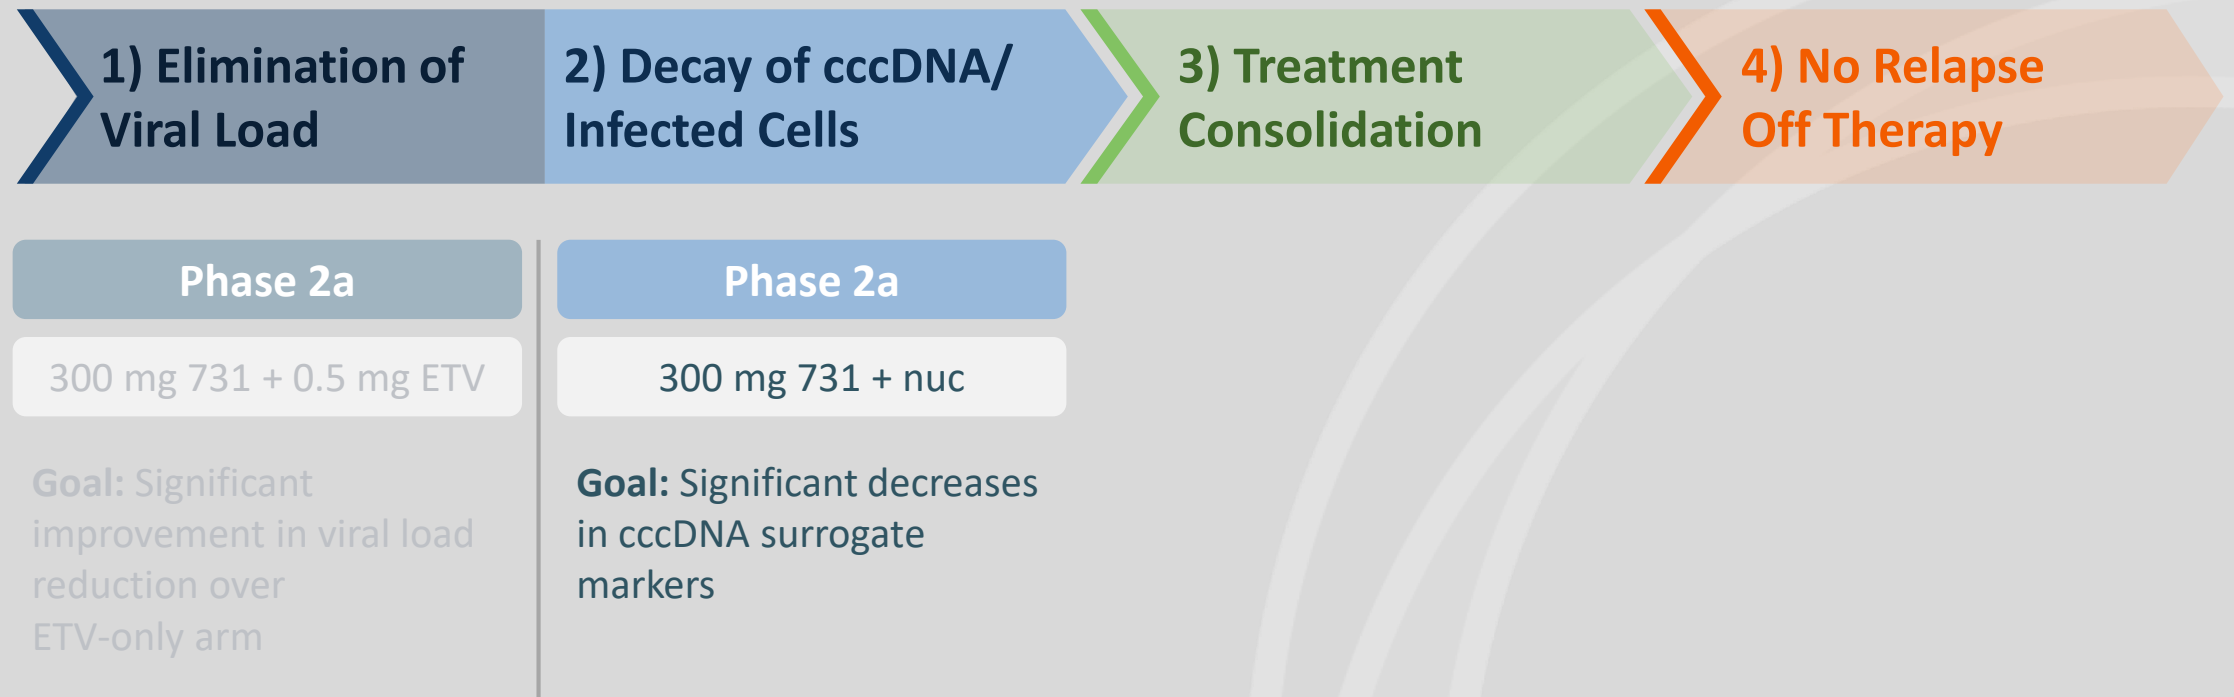 1) Elimination of
Viral Load
2) Decay of cccDNA/
Infected Cells
3) Treatment
Consolidation
4) No Relapse
Off Therapy
Phase 2a
300 mg 731 + 0.5 mg ETV
Goal: Significant
improvement in viral load
reduction over
ETV-only arm
Phase 2a
300 mg 731 + nuc
Goal: Significant decreases
in cccDNA surrogate
markers